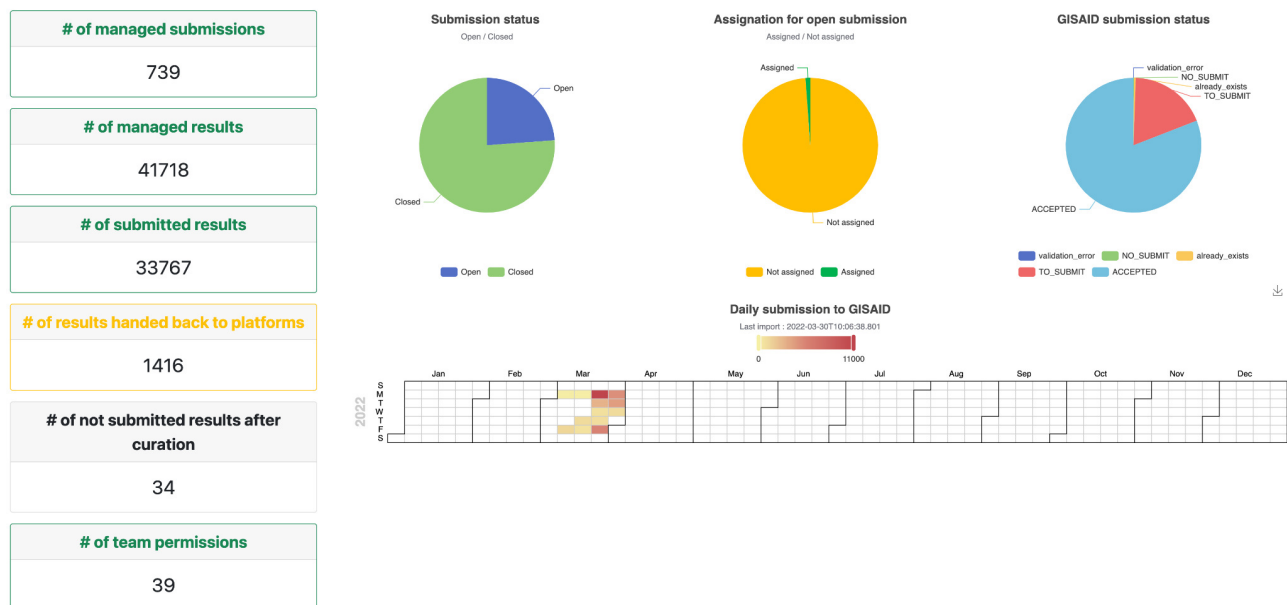 # of managed submissions
739
# of managed results
41718
# of submitted results
33767
# of results handed back to platforms
1416
# of not submitted results after
curation
34
# of team permissions
39
Submission status
Open / Closed
Open
Closed
Open Closed
Assignation for open submission
Assigned / Not assigned
Assigned
Not assigned
Not assigned Assigned
GISAID submission status
validation_error
NO_SUBMIT
already_exists
TO_SUBMIT
ACCEPTED
validation_error NO_SUBMIT already_exists
TO_SUBMIT ACCEPTED
Daily submission to GISAID
Last import : 2022-03-30T10:06:38.801
0 11000
Jan Feb Mar Apr May Jun Jul Aug Sep Oct Nov Dec
2022
S
M
T
W
T
F
S